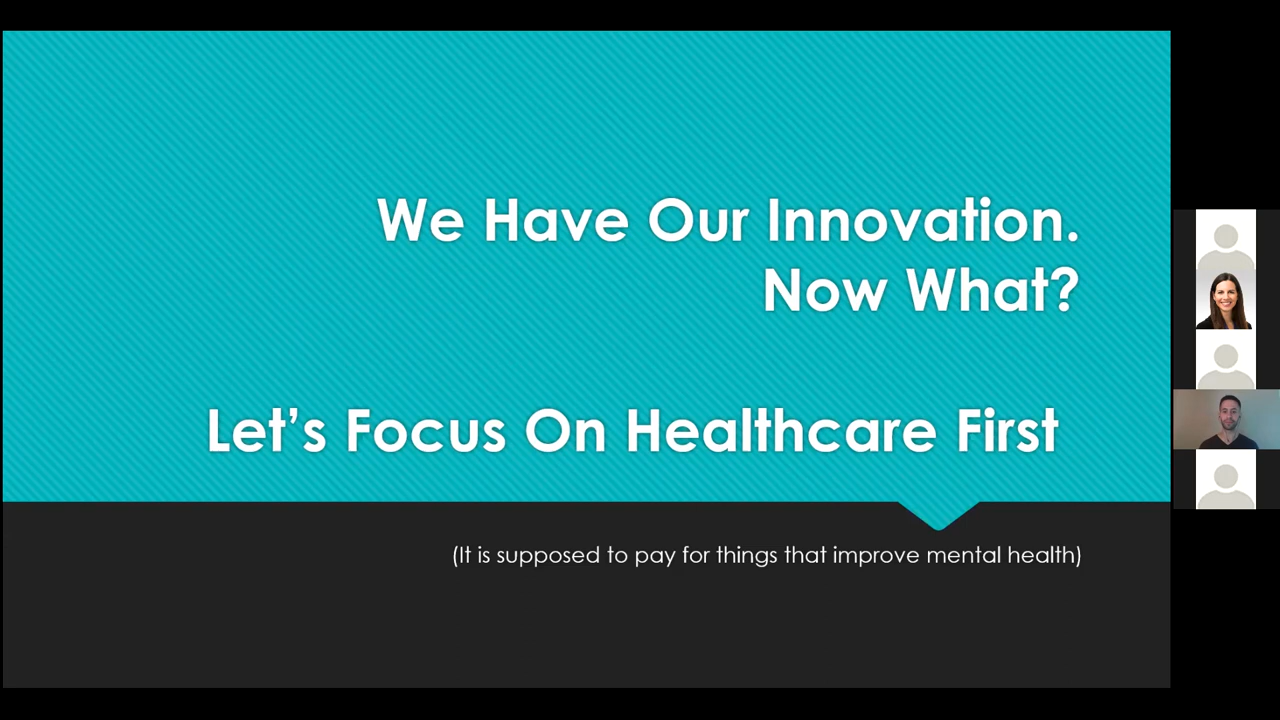 We Have Our Innovation.
Now What?
Let’s Focus On Healthcare First
(It is supposed to pay for things that improve mental health)